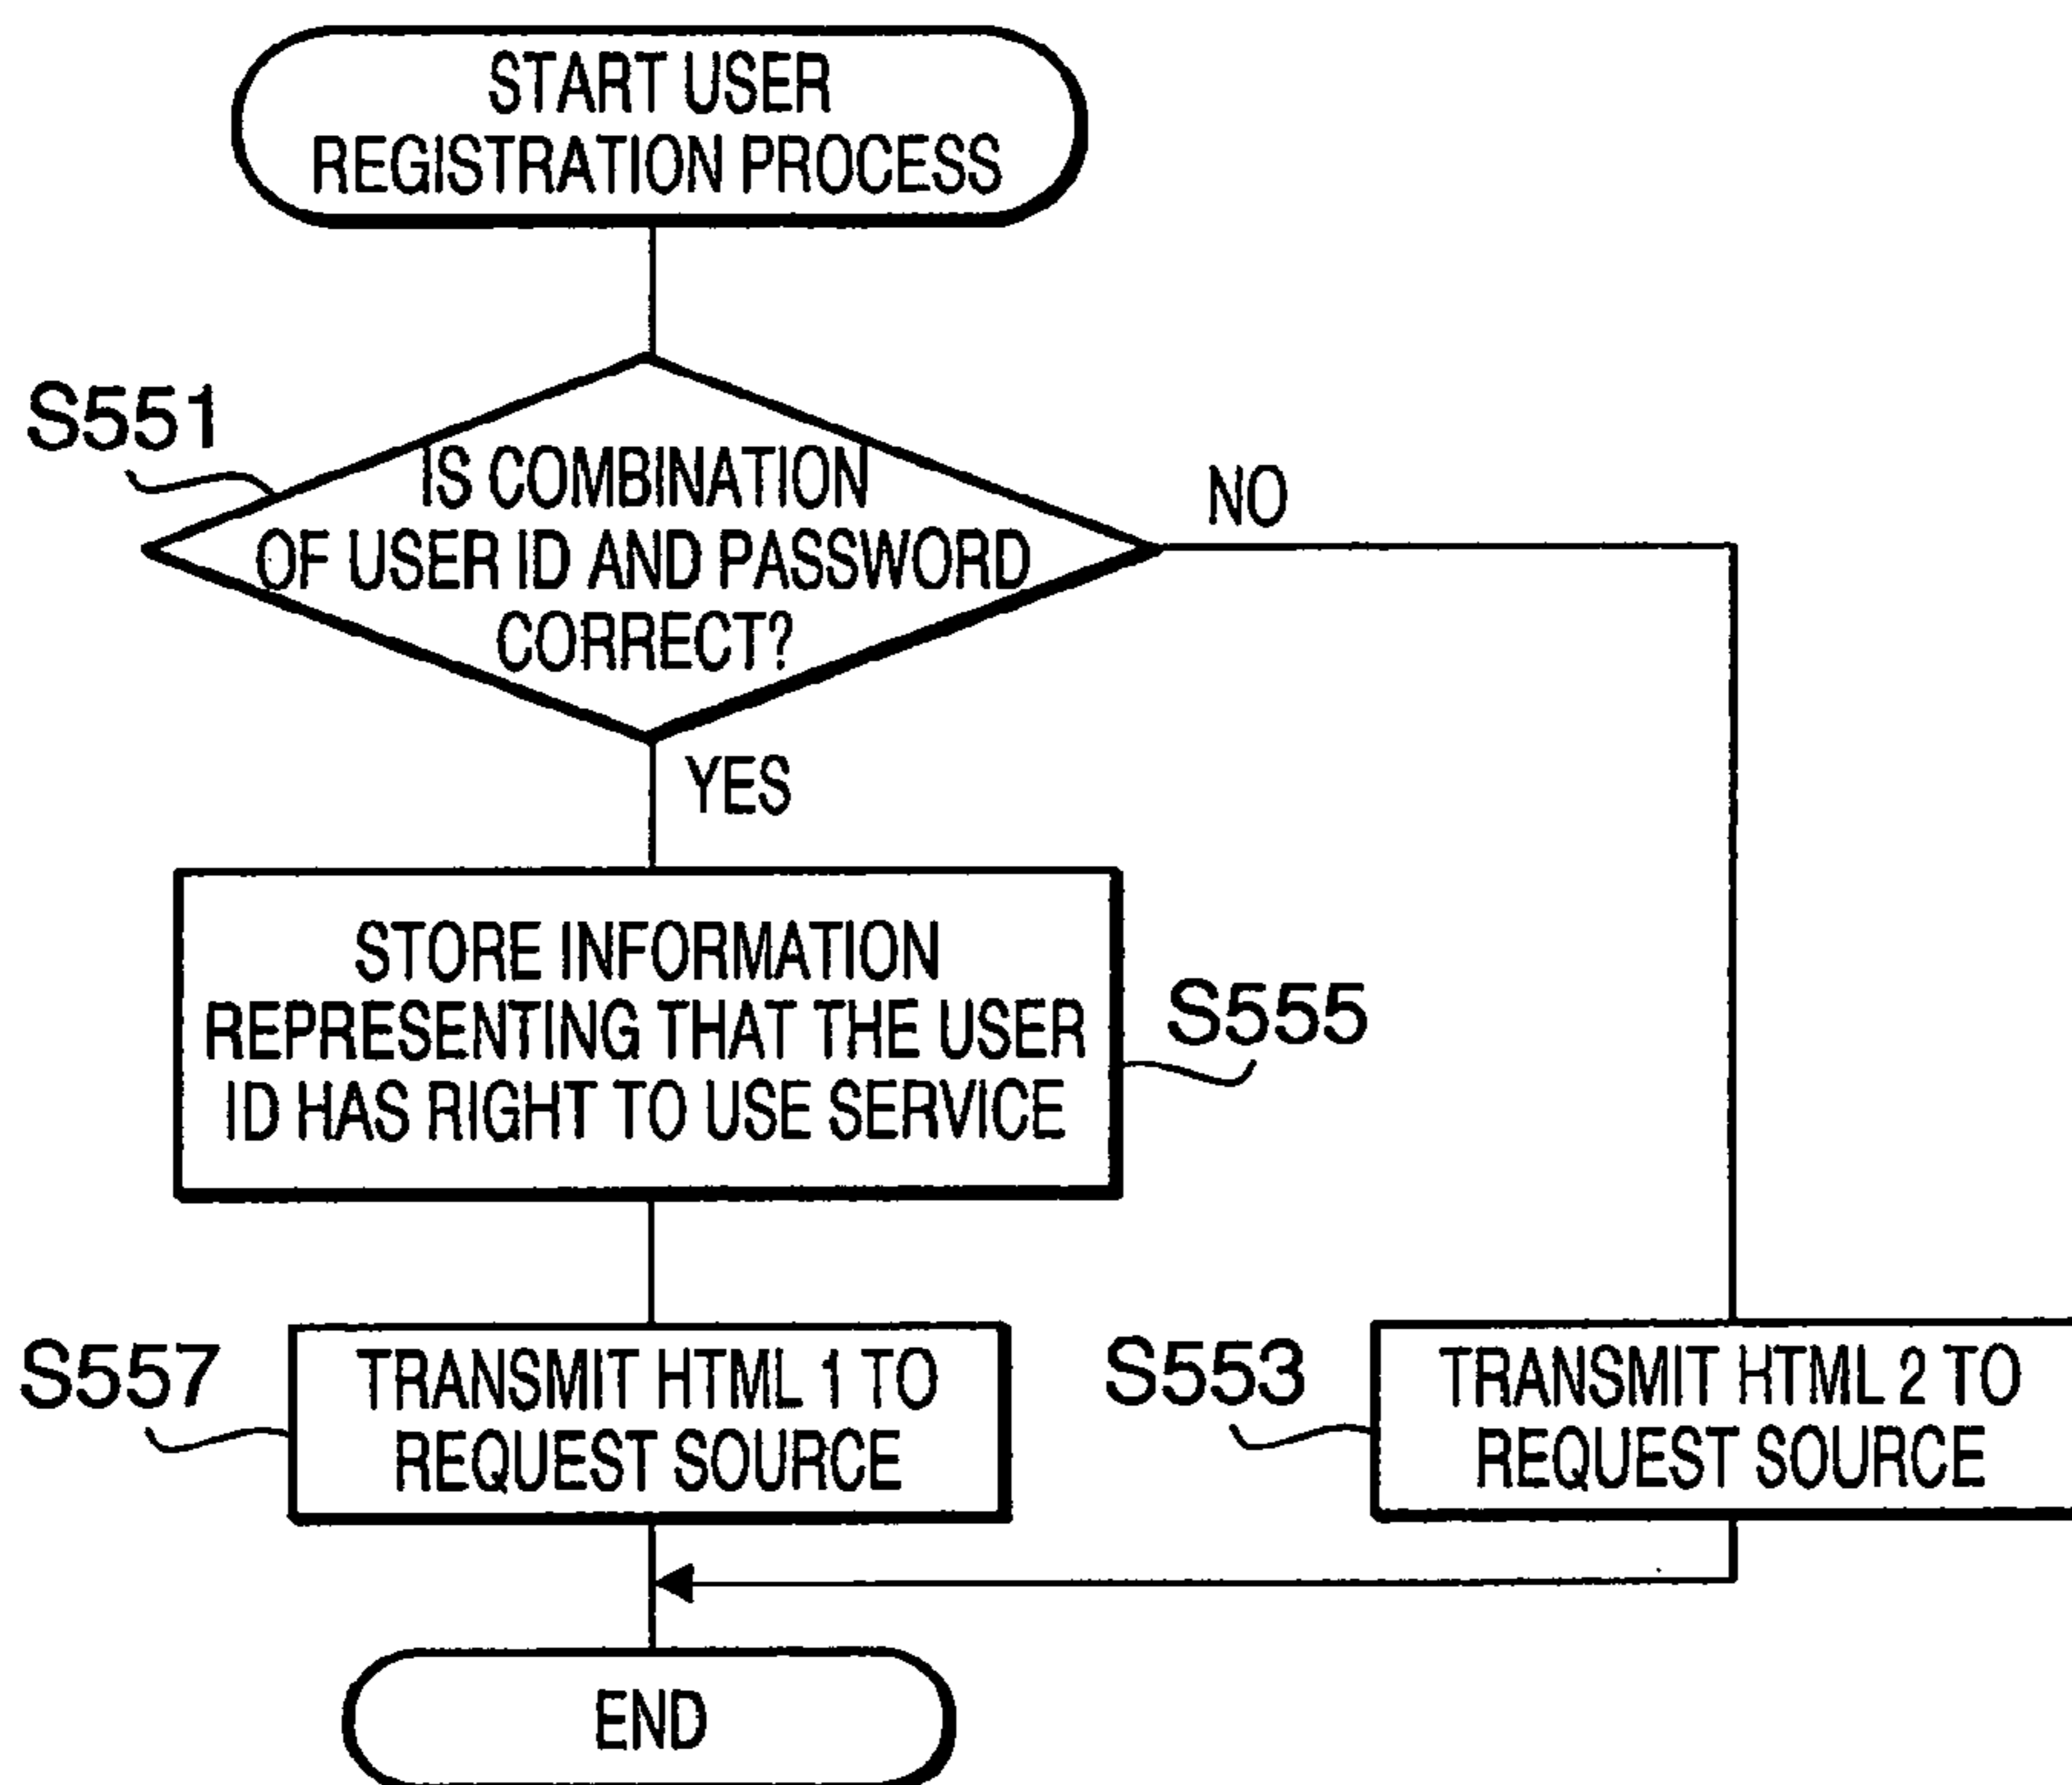 START USER
REGISTRATION PROCESS
S551
IS COMBINATION
OF USER ID AND PASSWORD
CORRECT?
NO
YES
STORE INFORMATION
REPRESENTING THAT THE USER
ID HAS RIGHT TO USE SERVICE
S555
S557
TRANSMIT HTML 1 TO
REQUEST SOURCE
S553
TRANSMIT HTML 2 TO
REQUEST SOURCE
END